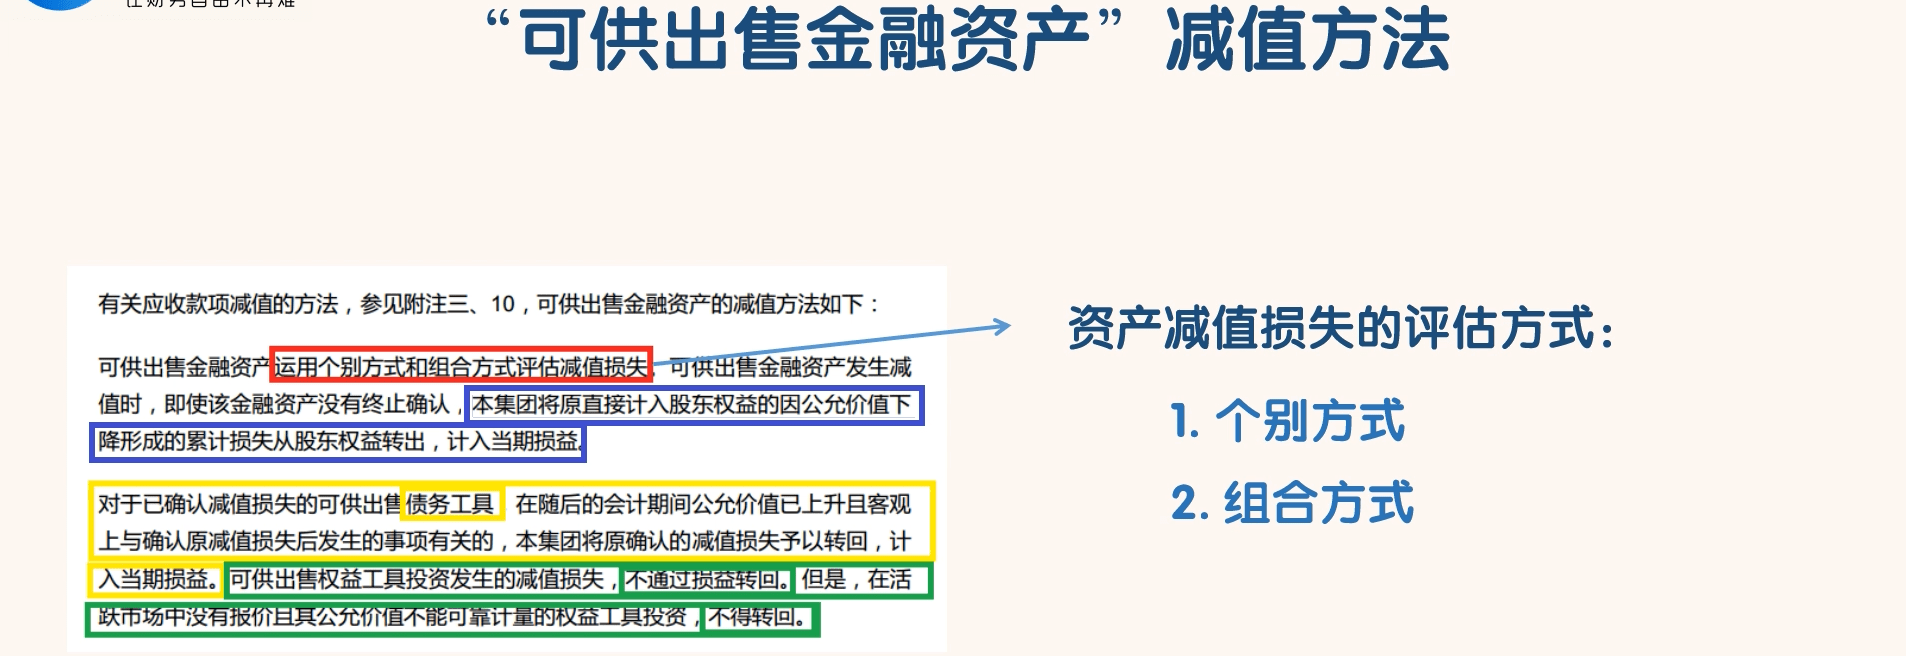 “可供出售金融资产” 减值方法
有关应收款项减值的方法，参见附注三、10，可供出售金融资产的减值方法如下：
可供出售金融资产运用个别方式和组合方式评估减值损失。可供出售金融资产发生减
值时，即使该金融资产没有终止确认，本集团将原直接计入股东权益的因公允价值下
降形成的累计损失从股东权益转出，计入当期损益。
对于已确认减值损失的可供出售债务工具，在随后的会计期间公允价值已上升且客观
上与确认原减值损失后发生的事项有关的，本集团将原确认的减值损失予以转回，计
入当期损益。可供出售权益工具投资发生的减值损失，不通过损益转回。但是，在活
跃市场中没有报价且其公允价值不能可靠计量的权益工具投资，不得转回。
资产减值损失的评估方式：
1. 个别方式
2. 组合方式